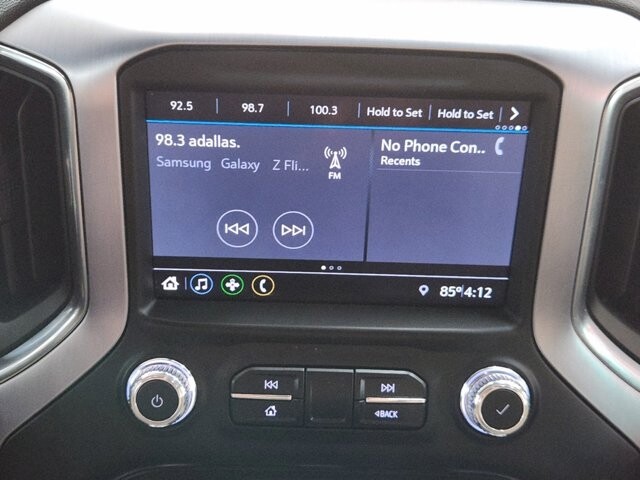 92.5 98.7 100.3 Hold to Set Hold to Set
98.3 adallas.
Samsung Galaxy Z Fli...
FM
No Phone Con..
Recents
85° 4:12
BACK